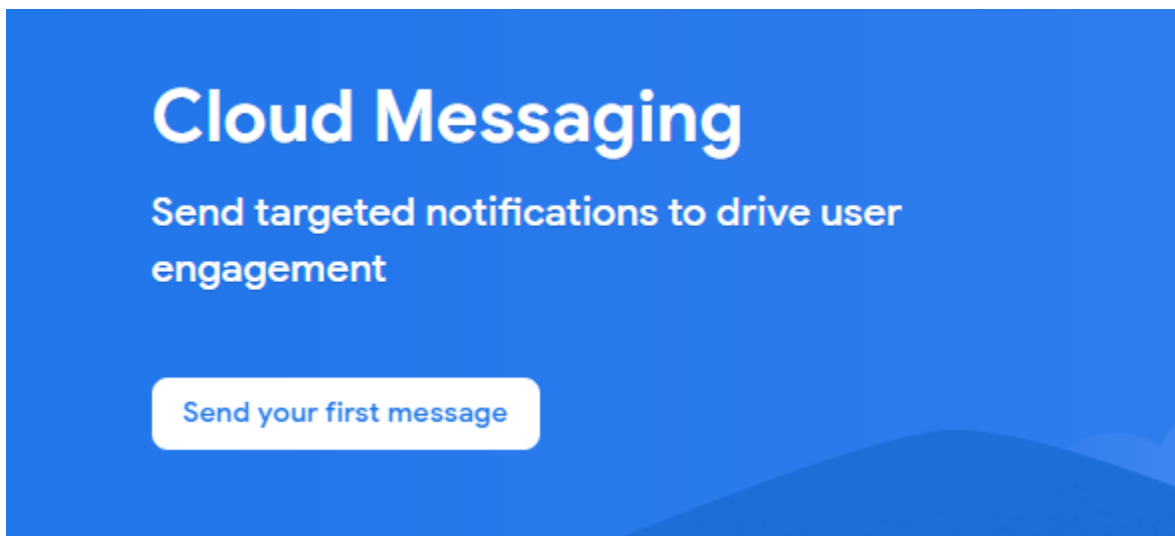 Cloud Messaging
Send targeted notifications to drive user
engagement
Send your first message